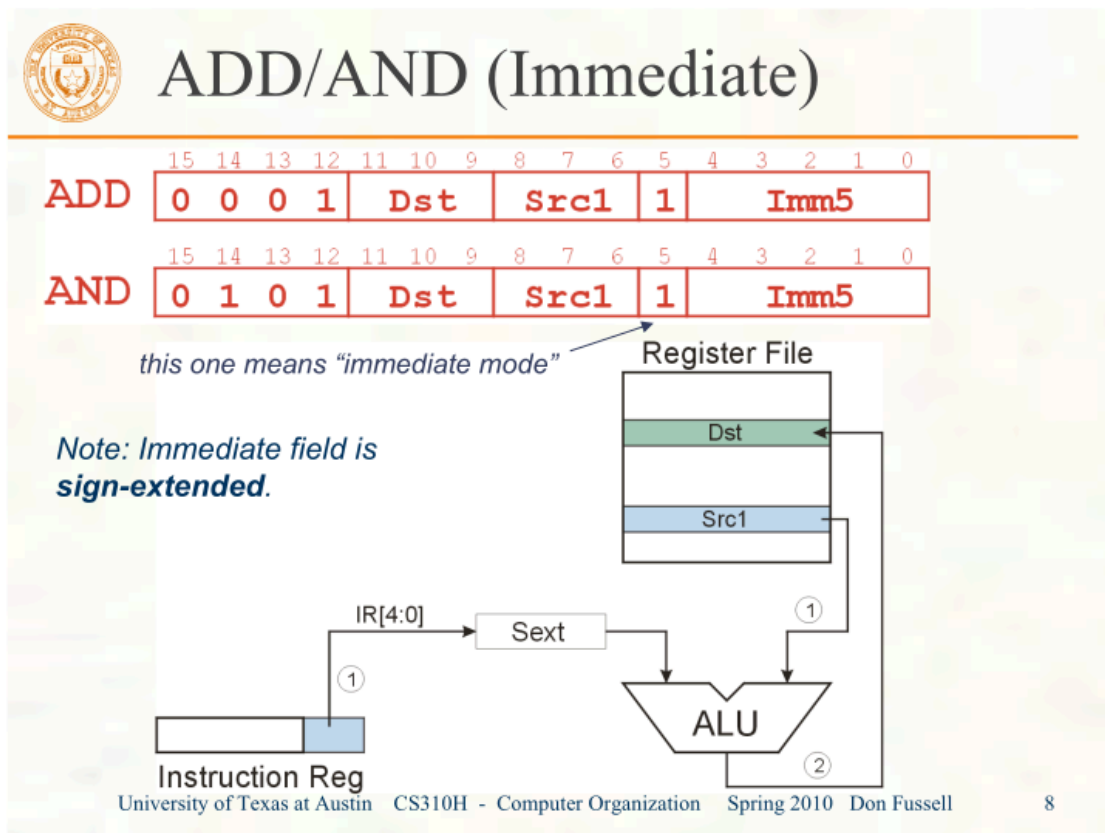 ADD/AND (Immediate)
15 14 13 12 11 10 9 8 7 6 5 4 3 2 1 0
ADD 0 0 0 1 Dst Src1 1 Imm5
15 14 13 12 11 10 9 8 7 6 5 4 3 2 1 0
AND 0 1 0 1 Dst Src1 1 Imm5
this one means “immediate mode”
Register File
Dst
Note: Immediate field is
sign-extended.
Src1
IR[4:0]
Sext
1
1
ALU
2
Instruction Reg
University of Texas at Austin CS310H - Computer Organization Spring 2010 Don Fussell 8